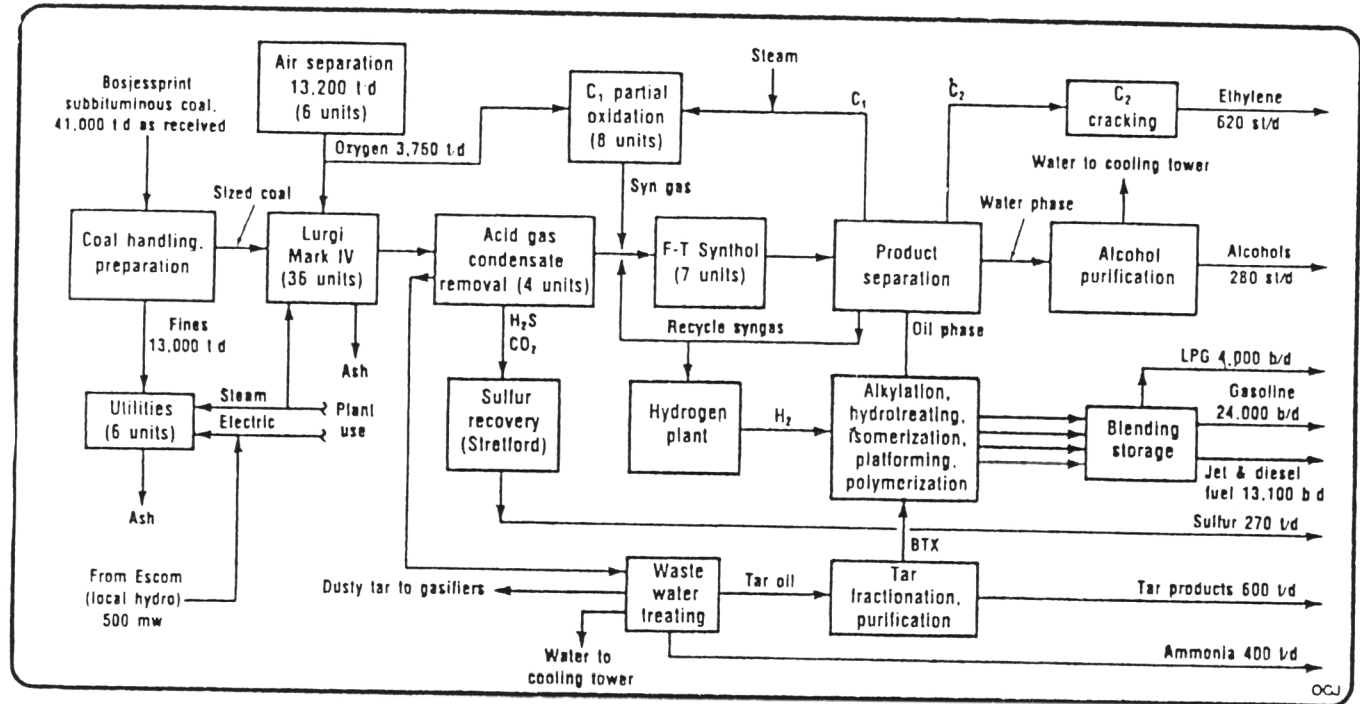 Bosjessprint
subbituminous coal,
41,000 t d as received
Air separation
13,200 t d
(6 units)
Oxygen 3,750 t/d
C₁ partial
oxidation
(8 units)
Steam
C₁
C₂
C₂
cracking
Ethylene
620 st/d
Water to cooling tower
Sized coal
Syn gas
Water phase
Coal handling,
preparation
Lurgi
Mark IV
(36 units)
Acid gas
condensate
removal (4 units)
F-T Synthol
(7 units)
Product
separation
Alcohol
purification
Alcohols
280 st/d
Fines
13,000 t d
Ash
H₂S
CO₂
Recycle syngas
Oil phase
Utilities
(6 units)
Steam
Electric
Plant
use
Ash
Sulfur
recovery
(Stretford)
Hydrogen
plant
H₂
Alkylation,
hydrotreating,
isomerization,
platforming,
polymerization
Blending
storage
LPG 4,000 b/d
Gasoline
24,000 b/d
Jet & diesel
fuel 13,100 b d
Sulfur 270 t/d
BTX
From Escom
(local hydro)
500 mw
Dusty tar to gasifiers
Waste
water
treating
Tar oil
Tar
fractionation,
purification
Tar products 600 t/d
Water to
cooling tower
Ammonia 400 t/d
OGJ